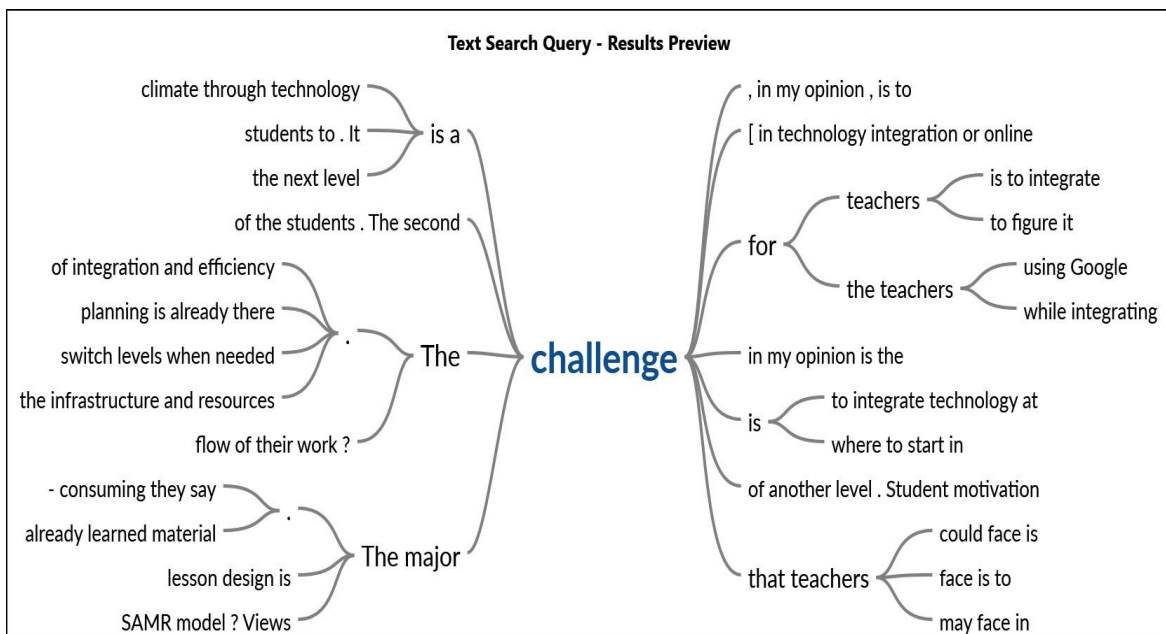 Text Search Query - Results Preview
climate through technology
students to . It
the next level
is a
of the students . The second
of integration and efficiency
planning is already there
switch levels when needed
the infrastructure and resources
.
flow of their work ?
The
- consuming they say
already learned material
.
lesson design is
SAMR model ? Views
The major
challenge
, in my opinion , is to
[ in technology integration or online
for
teachers
is to integrate
to figure it
the teachers
using Google
while integrating
in my opinion is the
is
to integrate technology at
where to start in
of another level . Student motivation
that teachers
could face is
face is to
may face in